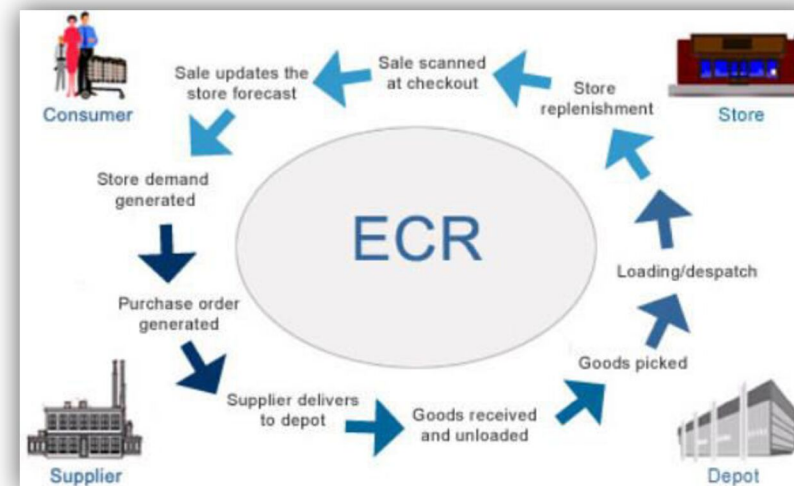 Sale scanned
at checkout
Sale updates the
store forecast
Consumer
Store
replenishment
Store
Store demand
generated
ECR
Loading/despatch
Purchase order
generated
Goods picked
Supplier delivers
to depot
Goods received
and unloaded
Supplier
Depot